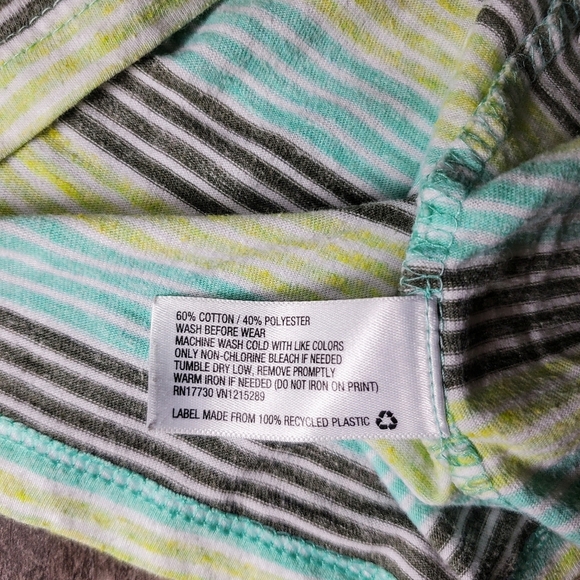 60% COTTON / 40% POLYESTER
WASH BEFORE WEAR
MACHINE WASH COLD WITH LIKE COLORS
ONLY NON-CHLORINE BLEACH IF NEEDED
TUMBLE DRY LOW, REMOVE PROMPTLY
WARM IRON IF NEEDED (DO NOT IRON ON PRINT)
RN17730 VN1215289
LABEL MADE FROM 100% RECYCLED PLASTIC